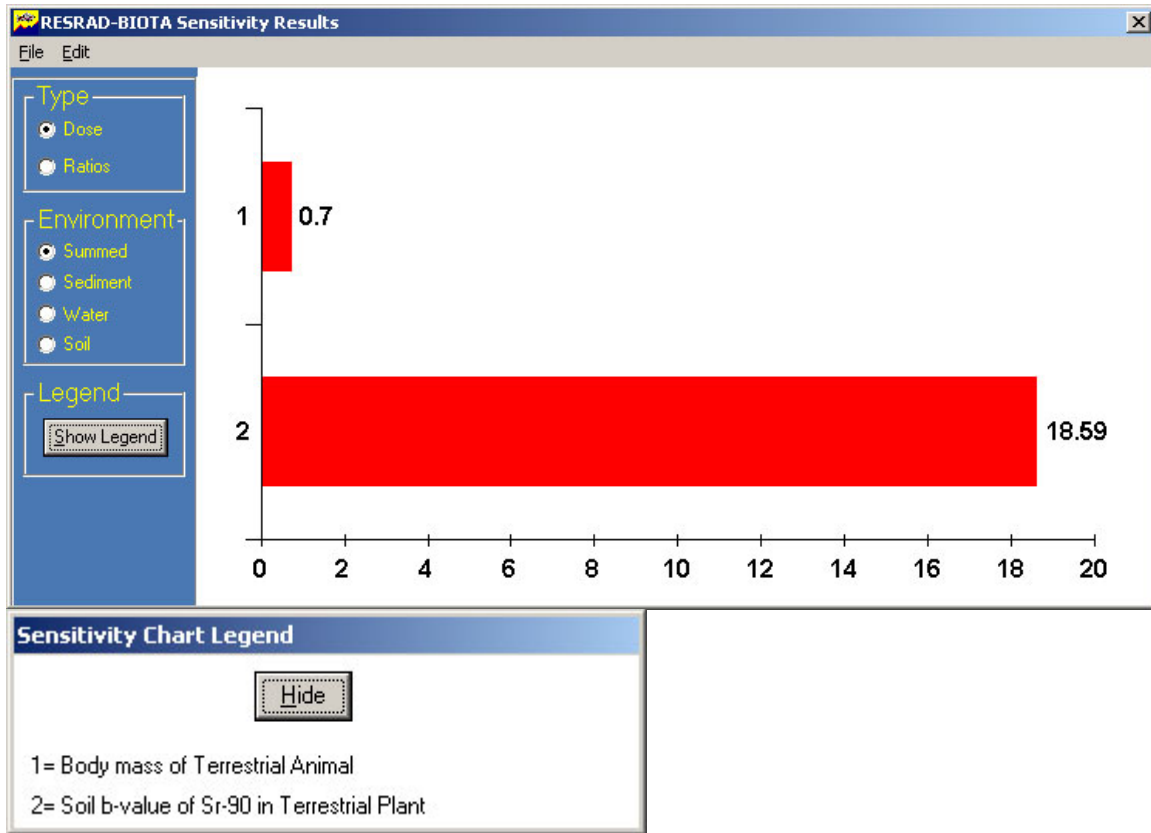 RESRAD-BIOTA Sensitivity Results
File Edit
Type
Dose
Ratios
Environment
Summed
Sediment
Water
Soil
Legend
Show Legend
1 0.7
2 18.59
0 2 4 6 8 10 12 14 16 18 20
Sensitivity Chart Legend
Hide
1= Body mass of Terrestrial Animal
2= Soil b-value of Sr-90 in Terrestrial Plant